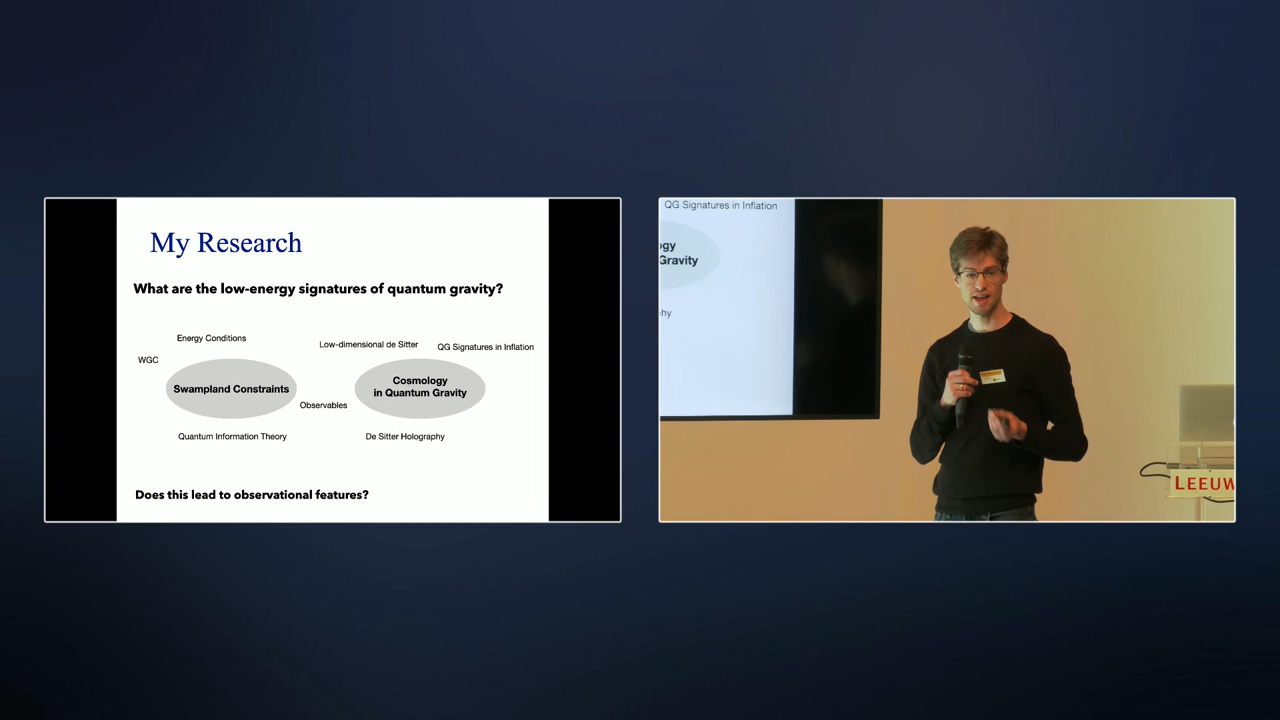 My Research
What are the low-energy signatures of quantum gravity?
Energy Conditions
Low-dimensional de Sitter
QG Signatures in Inflation
WGC
Swampland Constraints
Cosmology
in Quantum Gravity
Observables
Quantum Information Theory
De Sitter Holography
Does this lead to observational features?
QG Signatures in Inflation
gy
Gravity
hy
LEEUW